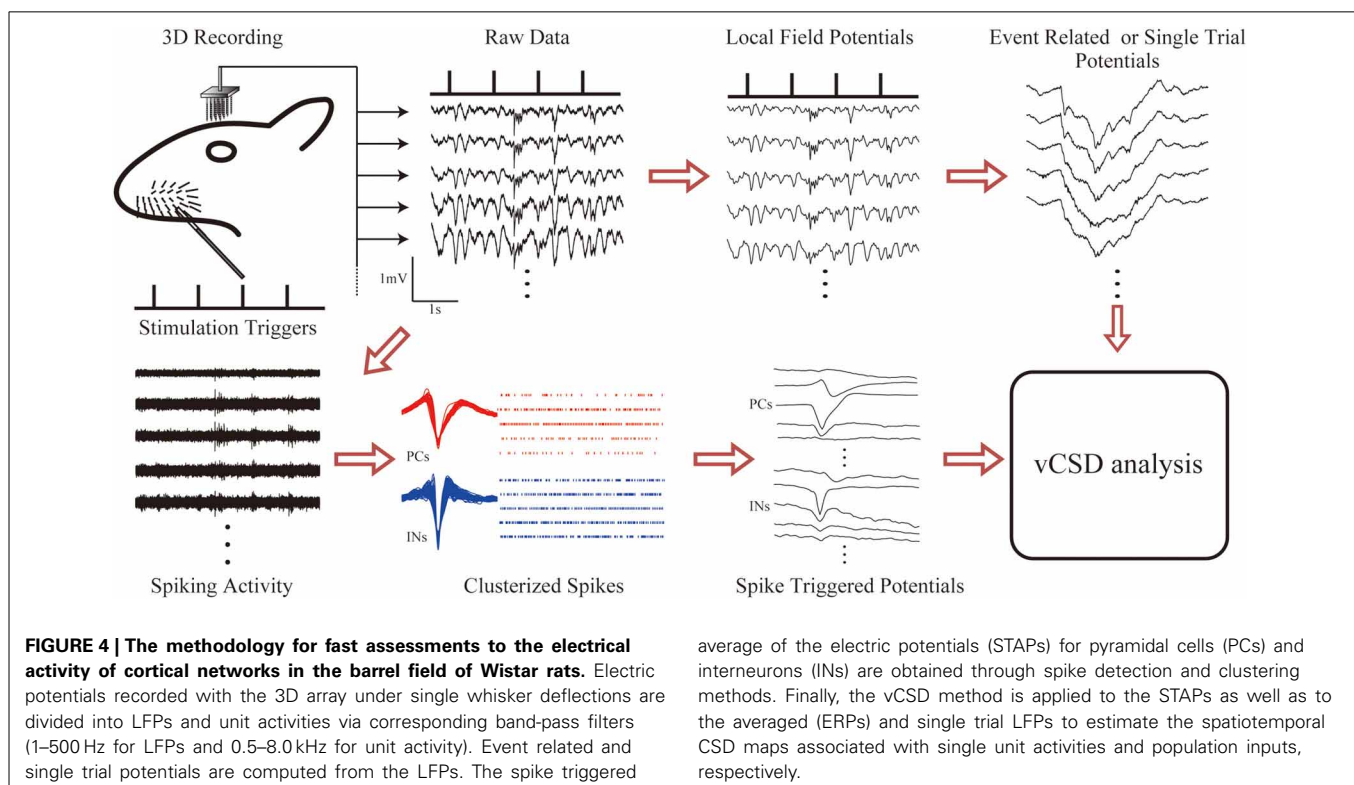 3D Recording
Raw Data
Local Field Potentials
Event Related or Single Trial
Potentials
1mV
1s
Stimulation Triggers
PCs
INs
PCs
INs
vCSD analysis
Spiking Activity
Clusterized Spikes
Spike Triggered Potentials
FIGURE 4 | The methodology for fast assessments to the electrical
activity of cortical networks in the barrel field of Wistar rats. Electric
potentials recorded with the 3D array under single whisker deflections are
divided into LFPs and unit activities via corresponding band-pass filters
(1–500 Hz for LFPs and 0.5–8.0 kHz for unit activity). Event related and
single trial potentials are computed from the LFPs. The spike triggered
average of the electric potentials (STAPs) for pyramidal cells (PCs) and
interneurons (INs) are obtained through spike detection and clustering
methods. Finally, the vCSD method is applied to the STAPs as well as to
the averaged (ERPs) and single trial LFPs to estimate the spatiotemporal
CSD maps associated with single unit activities and population inputs,
respectively.